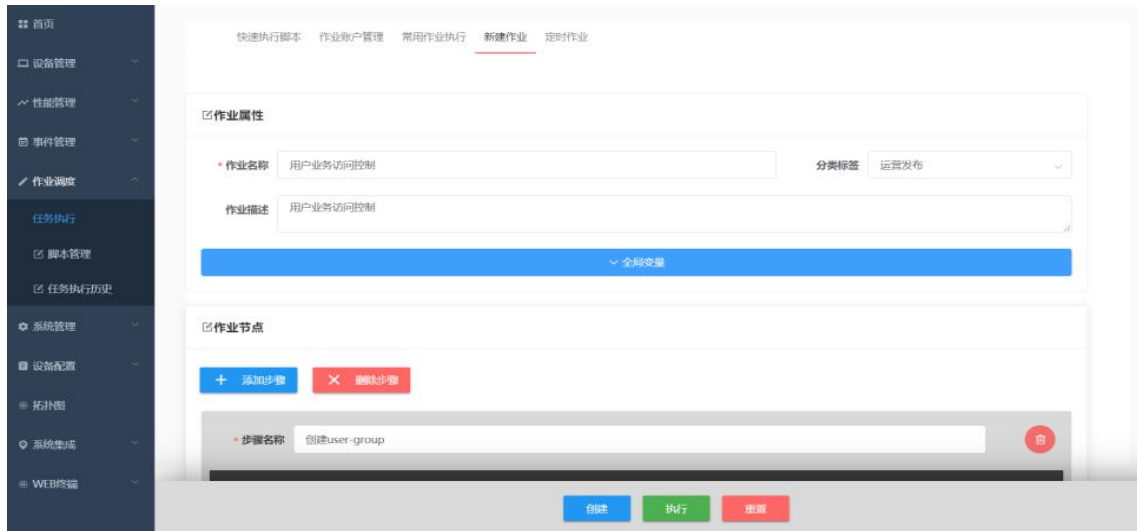 首页
设备管理
性能管理
事件管理
作业调度
任务执行
脚本管理
任务执行历史
系统管理
设备配置
拓扑图
系统集成
WEB终端
快速执行脚本 作业账户管理 常用作业执行 新建作业 定时作业
作业属性
* 作业名称 用户业务访问控制 分类标签 运营发布
作业描述 用户业务访问控制
全局变量
作业节点
+ 添加步骤 × 删除步骤
* 步骤名称 创建user-group
创建 执行 重置